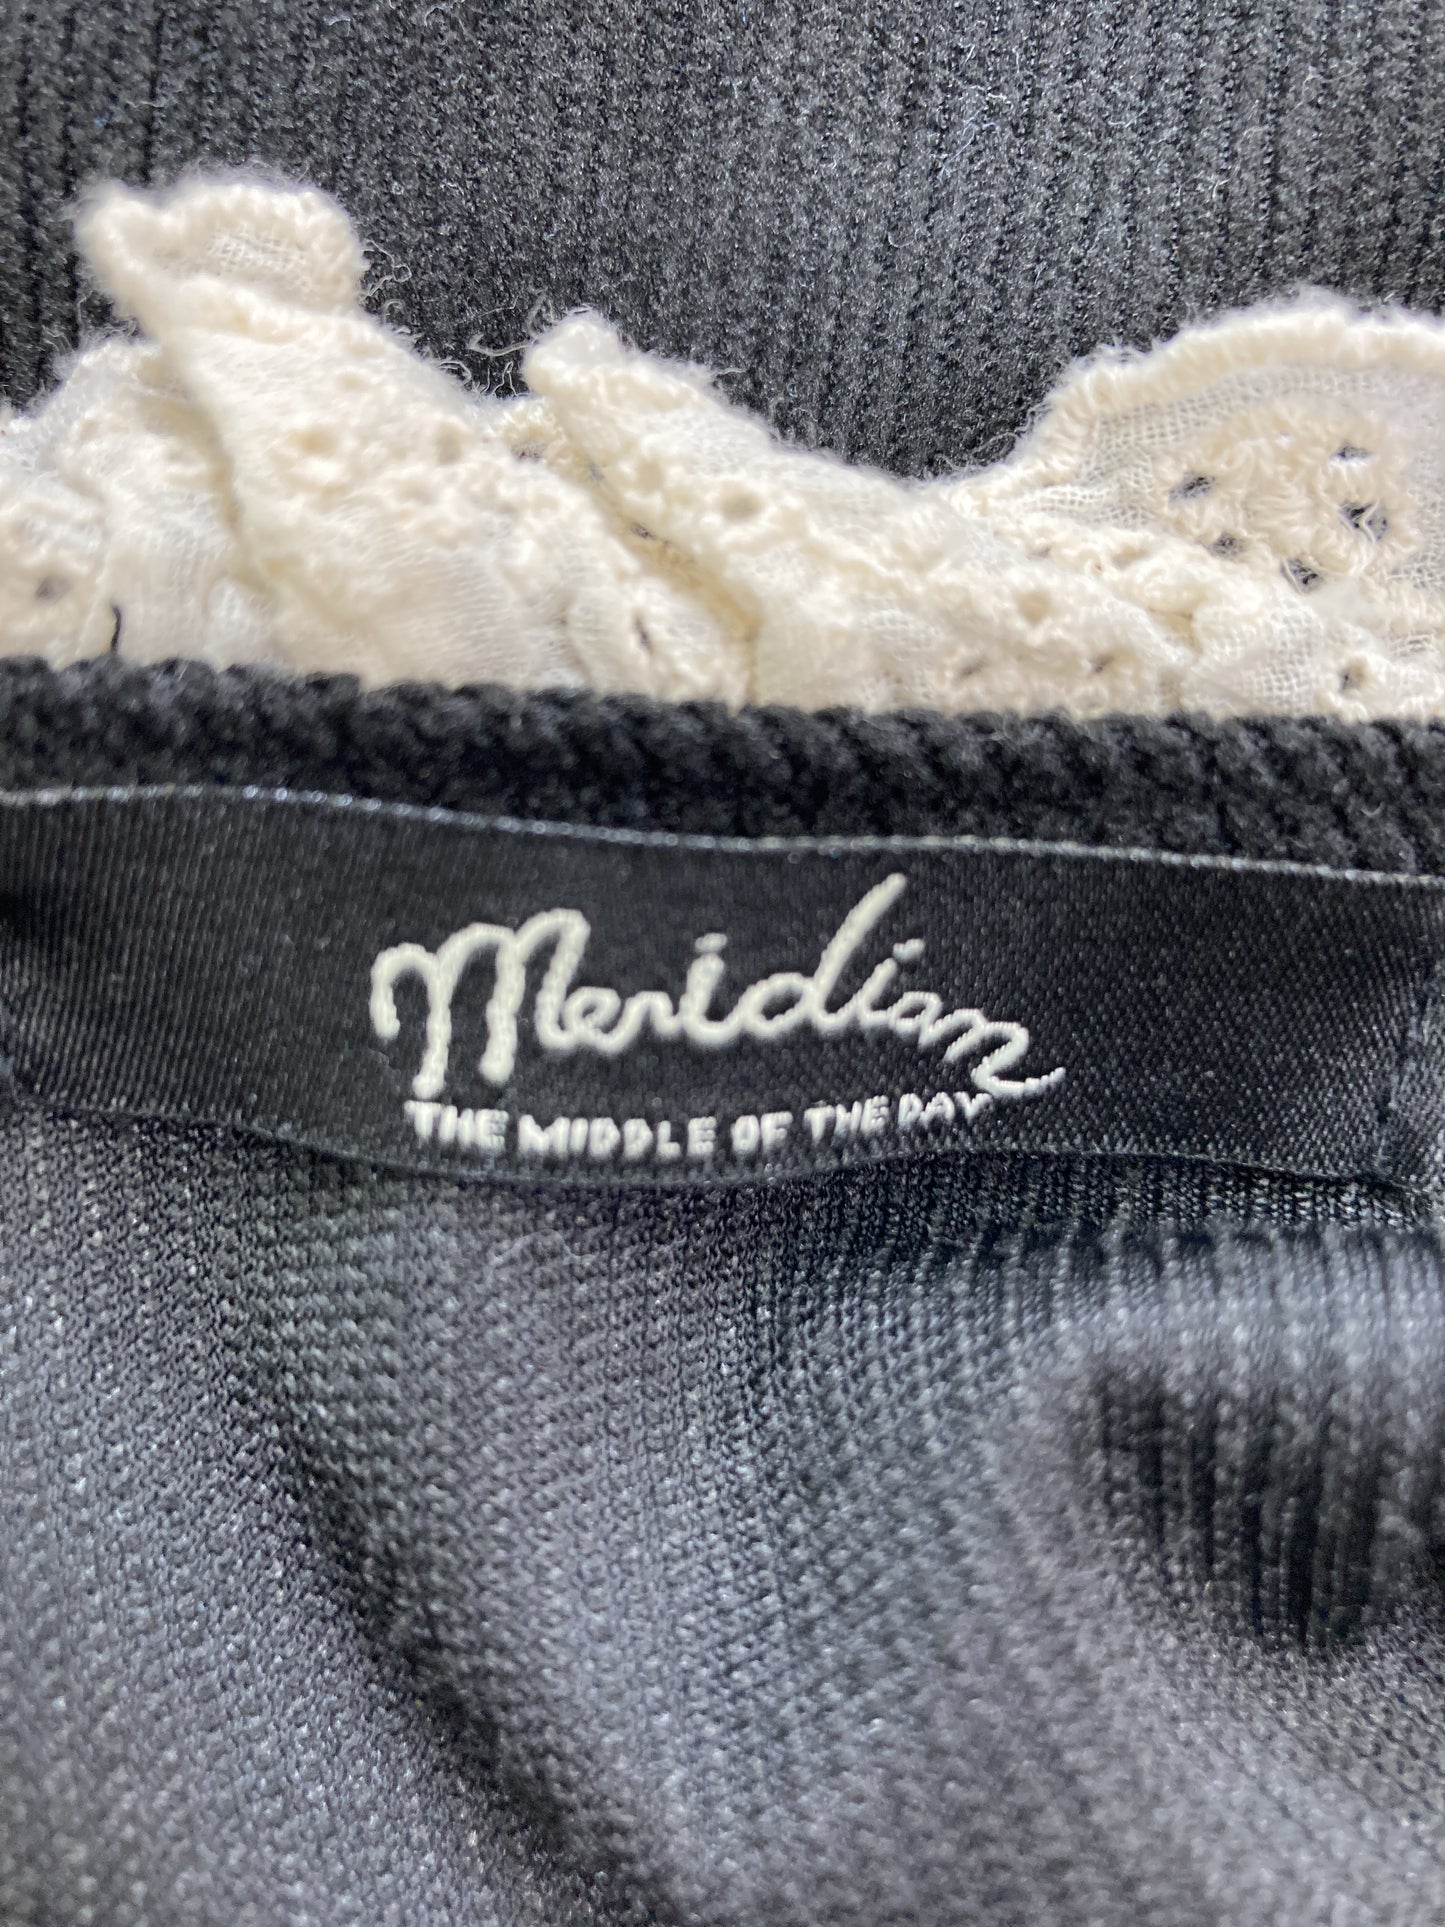 Meridian
THE MIDDLE OF THE DAY